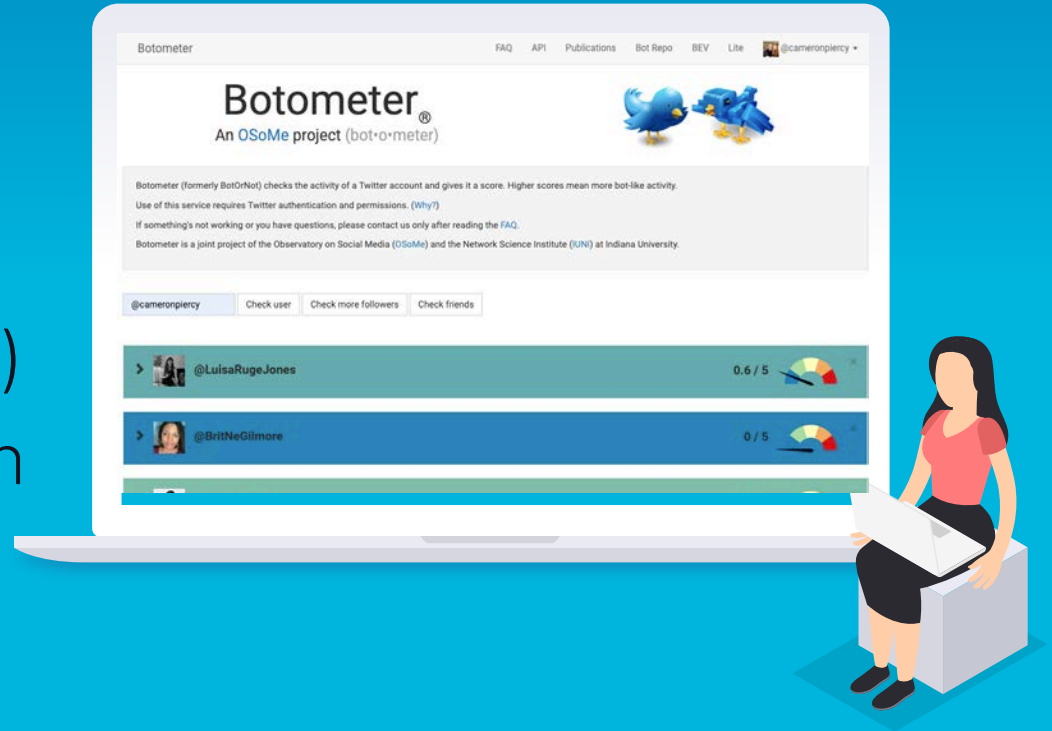 Botometer FAQ API Publications Bot Repo BEV Lite @cameronpiercy
Botometer®
An OSoMe project (bot•o•meter)
Botometer (formerly BotOrNot) checks the activity of a Twitter account and gives it a score. Higher scores mean more bot-like activity.
Use of this service requires Twitter authentication and permissions. (Why?)
If something's not working or you have questions, please contact us only after reading the FAQ.
Botometer is a joint project of the Observatory on Social Media (OSoMe) and the Network Science Institute (IUNI) at Indiana University.
@cameronpiercy Check user Check more followers Check friends
)
@LuisaRugeJones 0.6 / 5
n
@BritNeGilmore 0 / 5